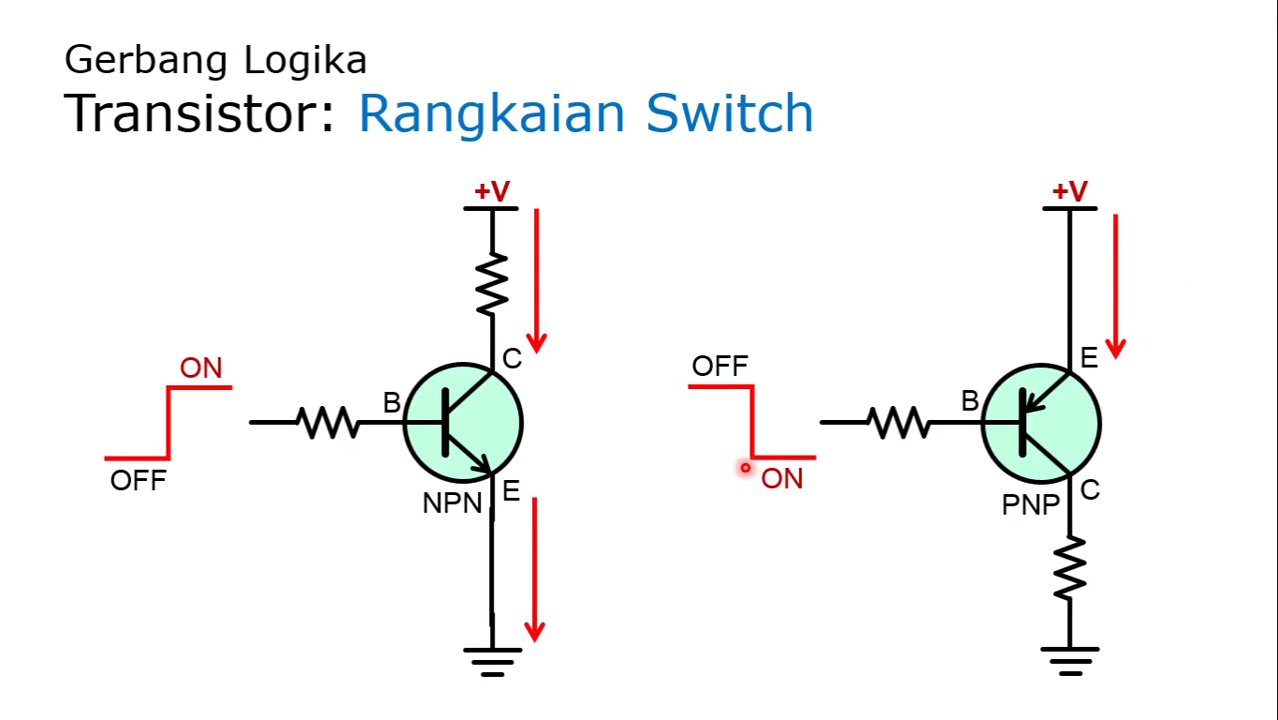 Gerbang Logika
Transistor: Rangkaian Switch
+V
C
ON
B
OFF
NPN
E
+V
E
OFF
B
ON
PNP
C